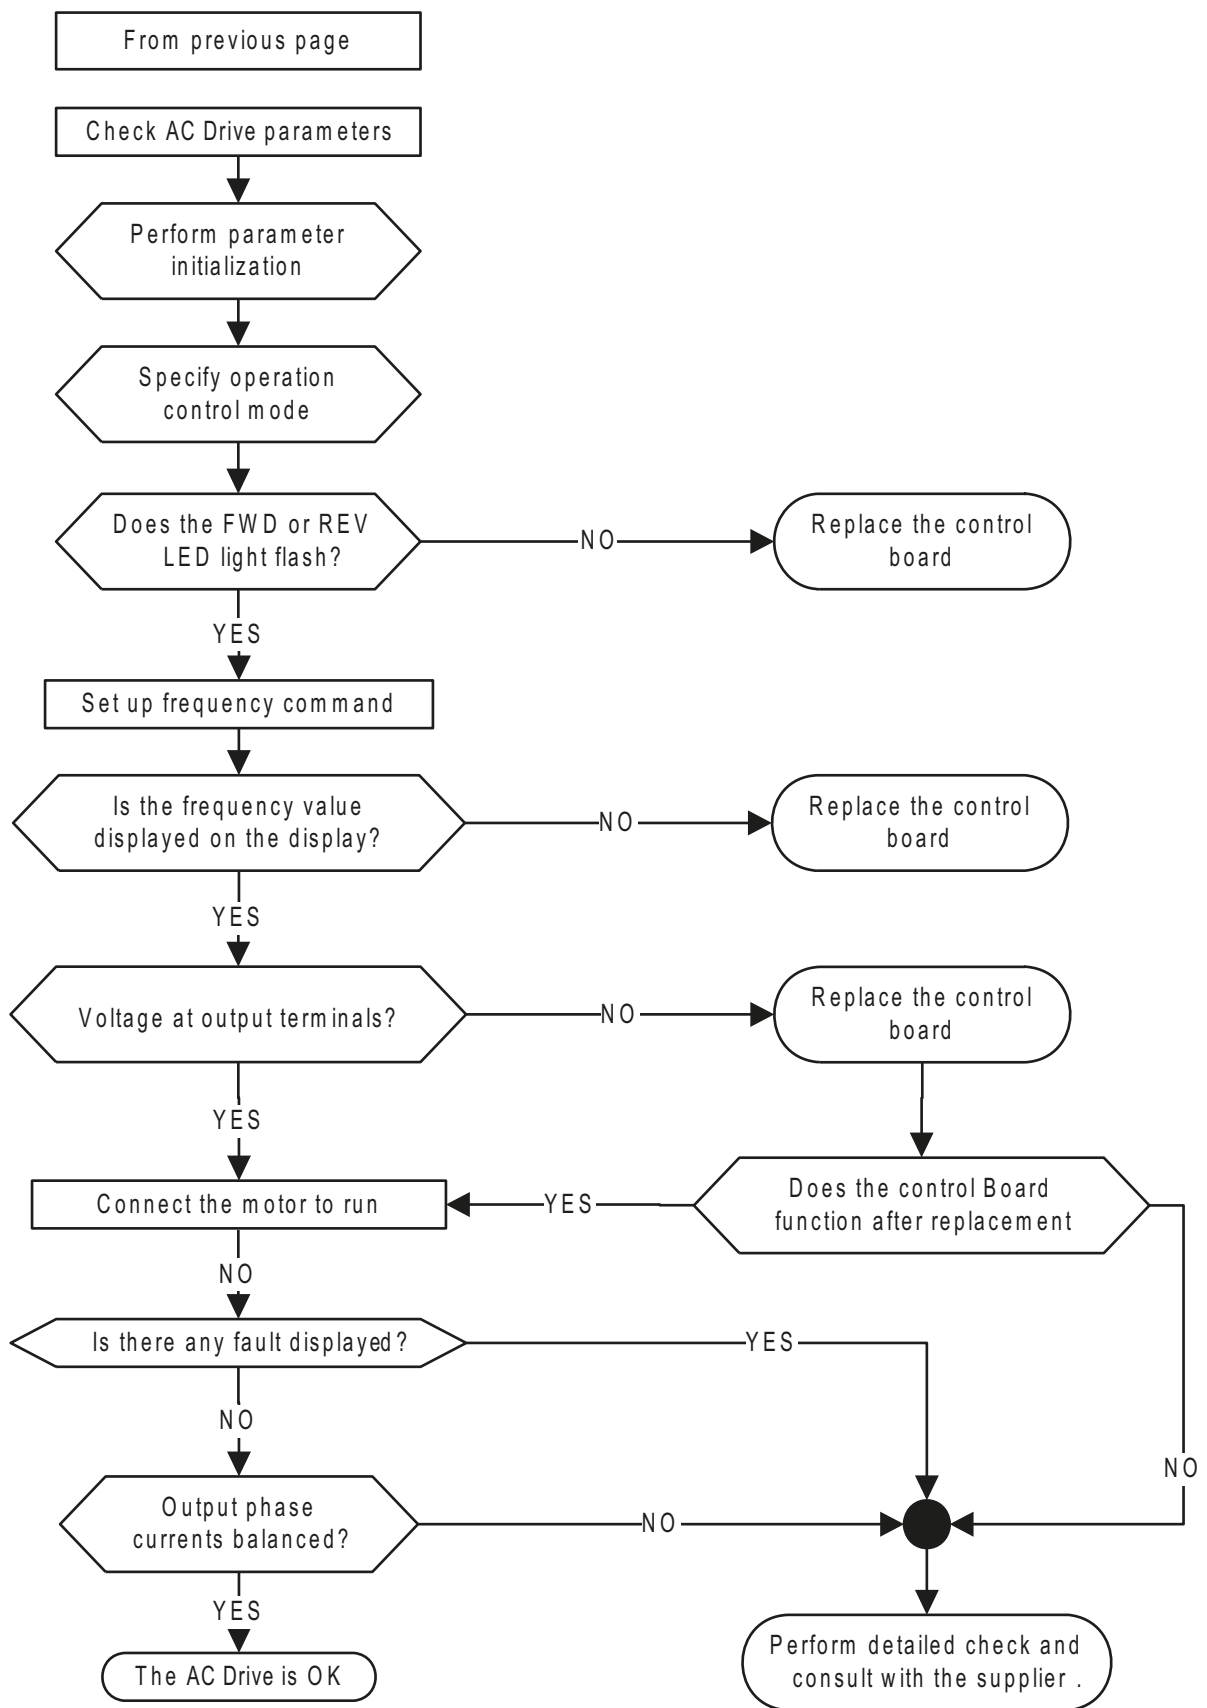 From previous page
Check AC Drive parameters
Perform parameter
initialization
Specify operation
control mode
Does the FWD or REV
LED light flash?
NO
Replace the control
board
YES
Set up frequency command
Is the frequency value
displayed on the display?
NO
Replace the control
board
YES
Voltage at output terminals?
NO
Replace the control
board
YES
Connect the motor to run
YES
Does the control Board
function after replacement
NO
Is there any fault displayed?
YES
NO
NO
Output phase
currents balanced?
NO
YES
The AC Drive is OK
Perform detailed check and
consult with the supplier .